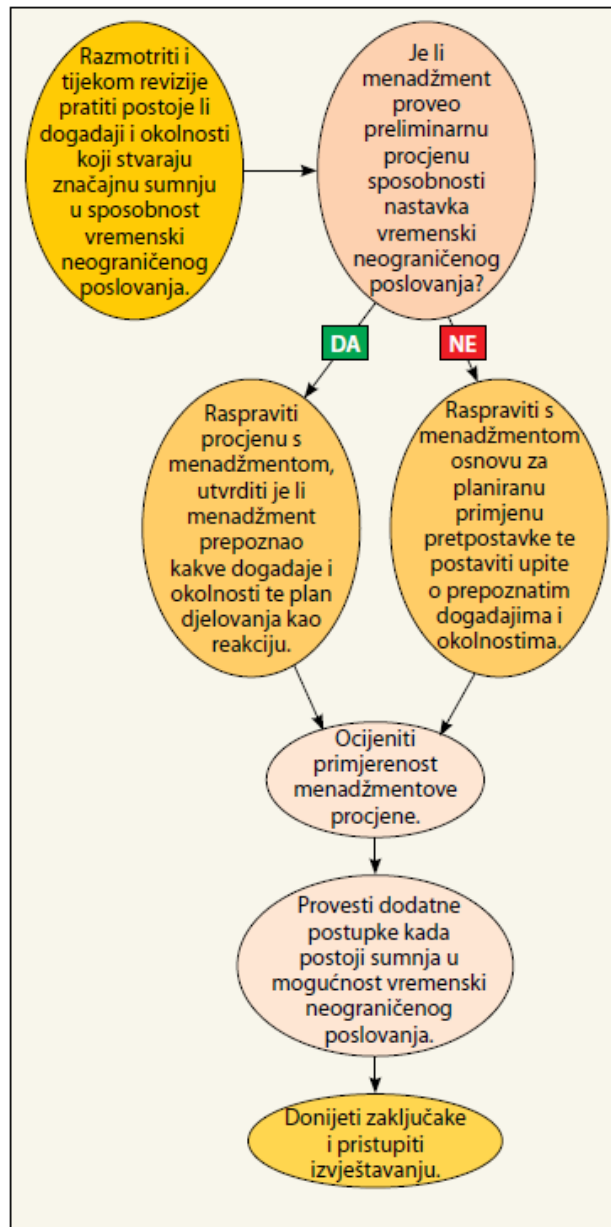 Razmotriti i
tijekom revizije
pratiti postoje li
događaji i okolnosti
koji stvaraju
značajnu sumnju
u sposobnost
vremenski
neograničenog
poslovanja.
Je li
menadžment
proveo
preliminarnu
procjenu
sposobnosti
nastavka
vremenski
neograničenog
poslovanja?
DA
NE
Raspraviti
procjenu s
menadžmentom,
utvrditi je li
menadžment
prepoznao
kakve događaje i
okolnosti te plan
djelovanja kao
reakciju.
Raspraviti s
menadžmentom
osnovu za
planiranu
primjenu
pretpostavke te
postaviti upite
o prepoznatim
događajima i
okolnostima.
Ocijeniti
primjerenost
menadžmentove
procjene.
Provesti dodatne
postupke kada
postoji sumnja u
mogućnost vremenski
neograničenog
poslovanja.
Donijeti zaključake
i pristupiti
izvještavanju.